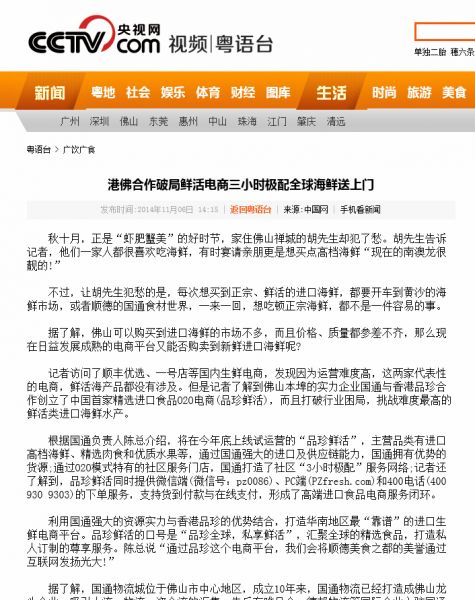 CCTV 央视网 com 视频|粤语台
单独二胎 穗六条
新闻 粤地 社会 娱乐 体育 财经 图库 生活 时尚 旅游 美食
广州 深圳 佛山 东莞 惠州 中山 珠海 江门 肇庆 清远
粤语台 > 广饮广食
港佛合作破局鲜活电商三小时极配全球海鲜送上门
发布时间:2014年11月06日 14:15 | 返回粤语台 | 来源:中国网 | 手机看新闻
秋十月,正是“虾肥蟹美”的好时节,家住佛山禅城的胡先生却犯了愁。胡先生告诉
记者,他们一家人都很喜欢吃海鲜,有时宴请亲朋更是想买点高档海鲜“现在的南澳龙很
靓的!”
不过,让胡先生犯愁的是,每次想买到正宗、鲜活的进口海鲜,都要开车到黄沙的海
鲜市场,或者顺德的国通食材世界,一来一回,想吃顿正宗海鲜,都不是一件容易的事。
据了解,佛山可以购买到进口海鲜的市场不多,而且价格、质量都参差不齐,那么现
在日益发展成熟的电商平台又能否购卖到新鲜进口海鲜呢?
记者访问了顺丰优选、一号店等国内生鲜电商,发现因为运营难度高,这两家代表性
的电商,鲜活海产品都没有涉及。但是记者了解到佛山本埠的实力企业国通与香港品珍合
作创立了中国首家精选进口食品O2O电商(品珍鲜活),而且打破行业困局,挑战难度最高的
鲜活类进口海鲜水产。
根据国通负责人陈总介绍,将在今年底上线试运营的“品珍鲜活”,主营品类有进口
高档海鲜、精选肉食和优质水果等,通过国通强大的进口及供应链能力,国通拥有优势的
货源;通过O2O模式特有的社区服务门店,国通打造了社区“3小时极配”服务网络;记者还
了解到,品珍鲜活同时提供微信端(微信号,pz0086)、PC端(PZfresh.com)和400电话(400
930 9303)的下单服务,支持货到付款与在线支付,形成了高端进口食品电商服务闭环。
利用国通强大的资源实力与香港品珍的优势结合,打造华南地区最“靠谱”的进口生
鲜电商平台。品珍鲜活的口号是“品珍全球,私享鲜活”,汇聚全球的精选食品,打造私
人订制的尊享服务。陈总说“通过品珍这个电商平台,我们会将顺德美食之都的美誉通过
互联网发扬光大!”
据了解,国通物流城位于佛山市中心地区,成立10来年,国通物流已经打造成佛山龙